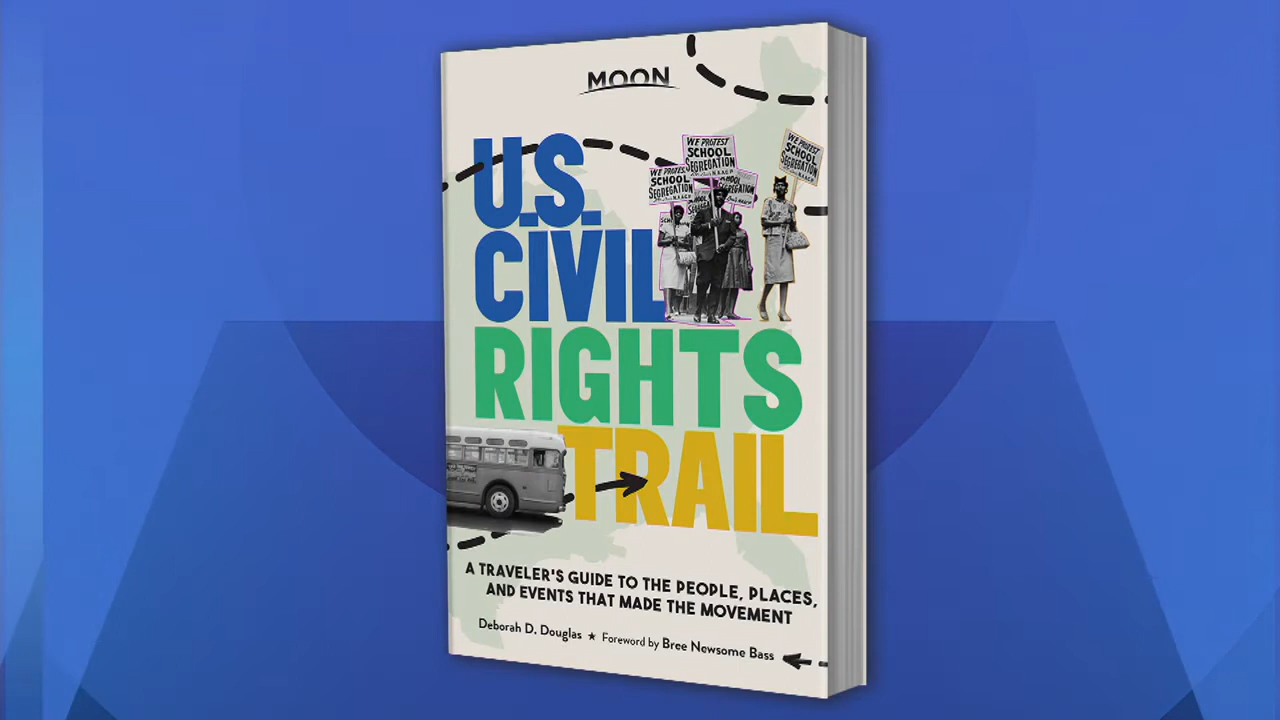 MOON
U.S.
CIVIL
RIGHTS
TRAIL
WE PROTEST
SCHOOL
SEGREGATION
N.A.A.C.P.
WE PROTEST
SCHOOL
SEGREGATION
N.A.A.C.P.
WE PROTEST
SCHOOL
SEGREGATION
N.A.A.C.P.
SEGREGATION
A TRAVELER'S GUIDE TO THE PEOPLE, PLACES,
AND EVENTS THAT MADE THE MOVEMENT
Deborah D. Douglas ★ Foreword by Bree Newsome Bass